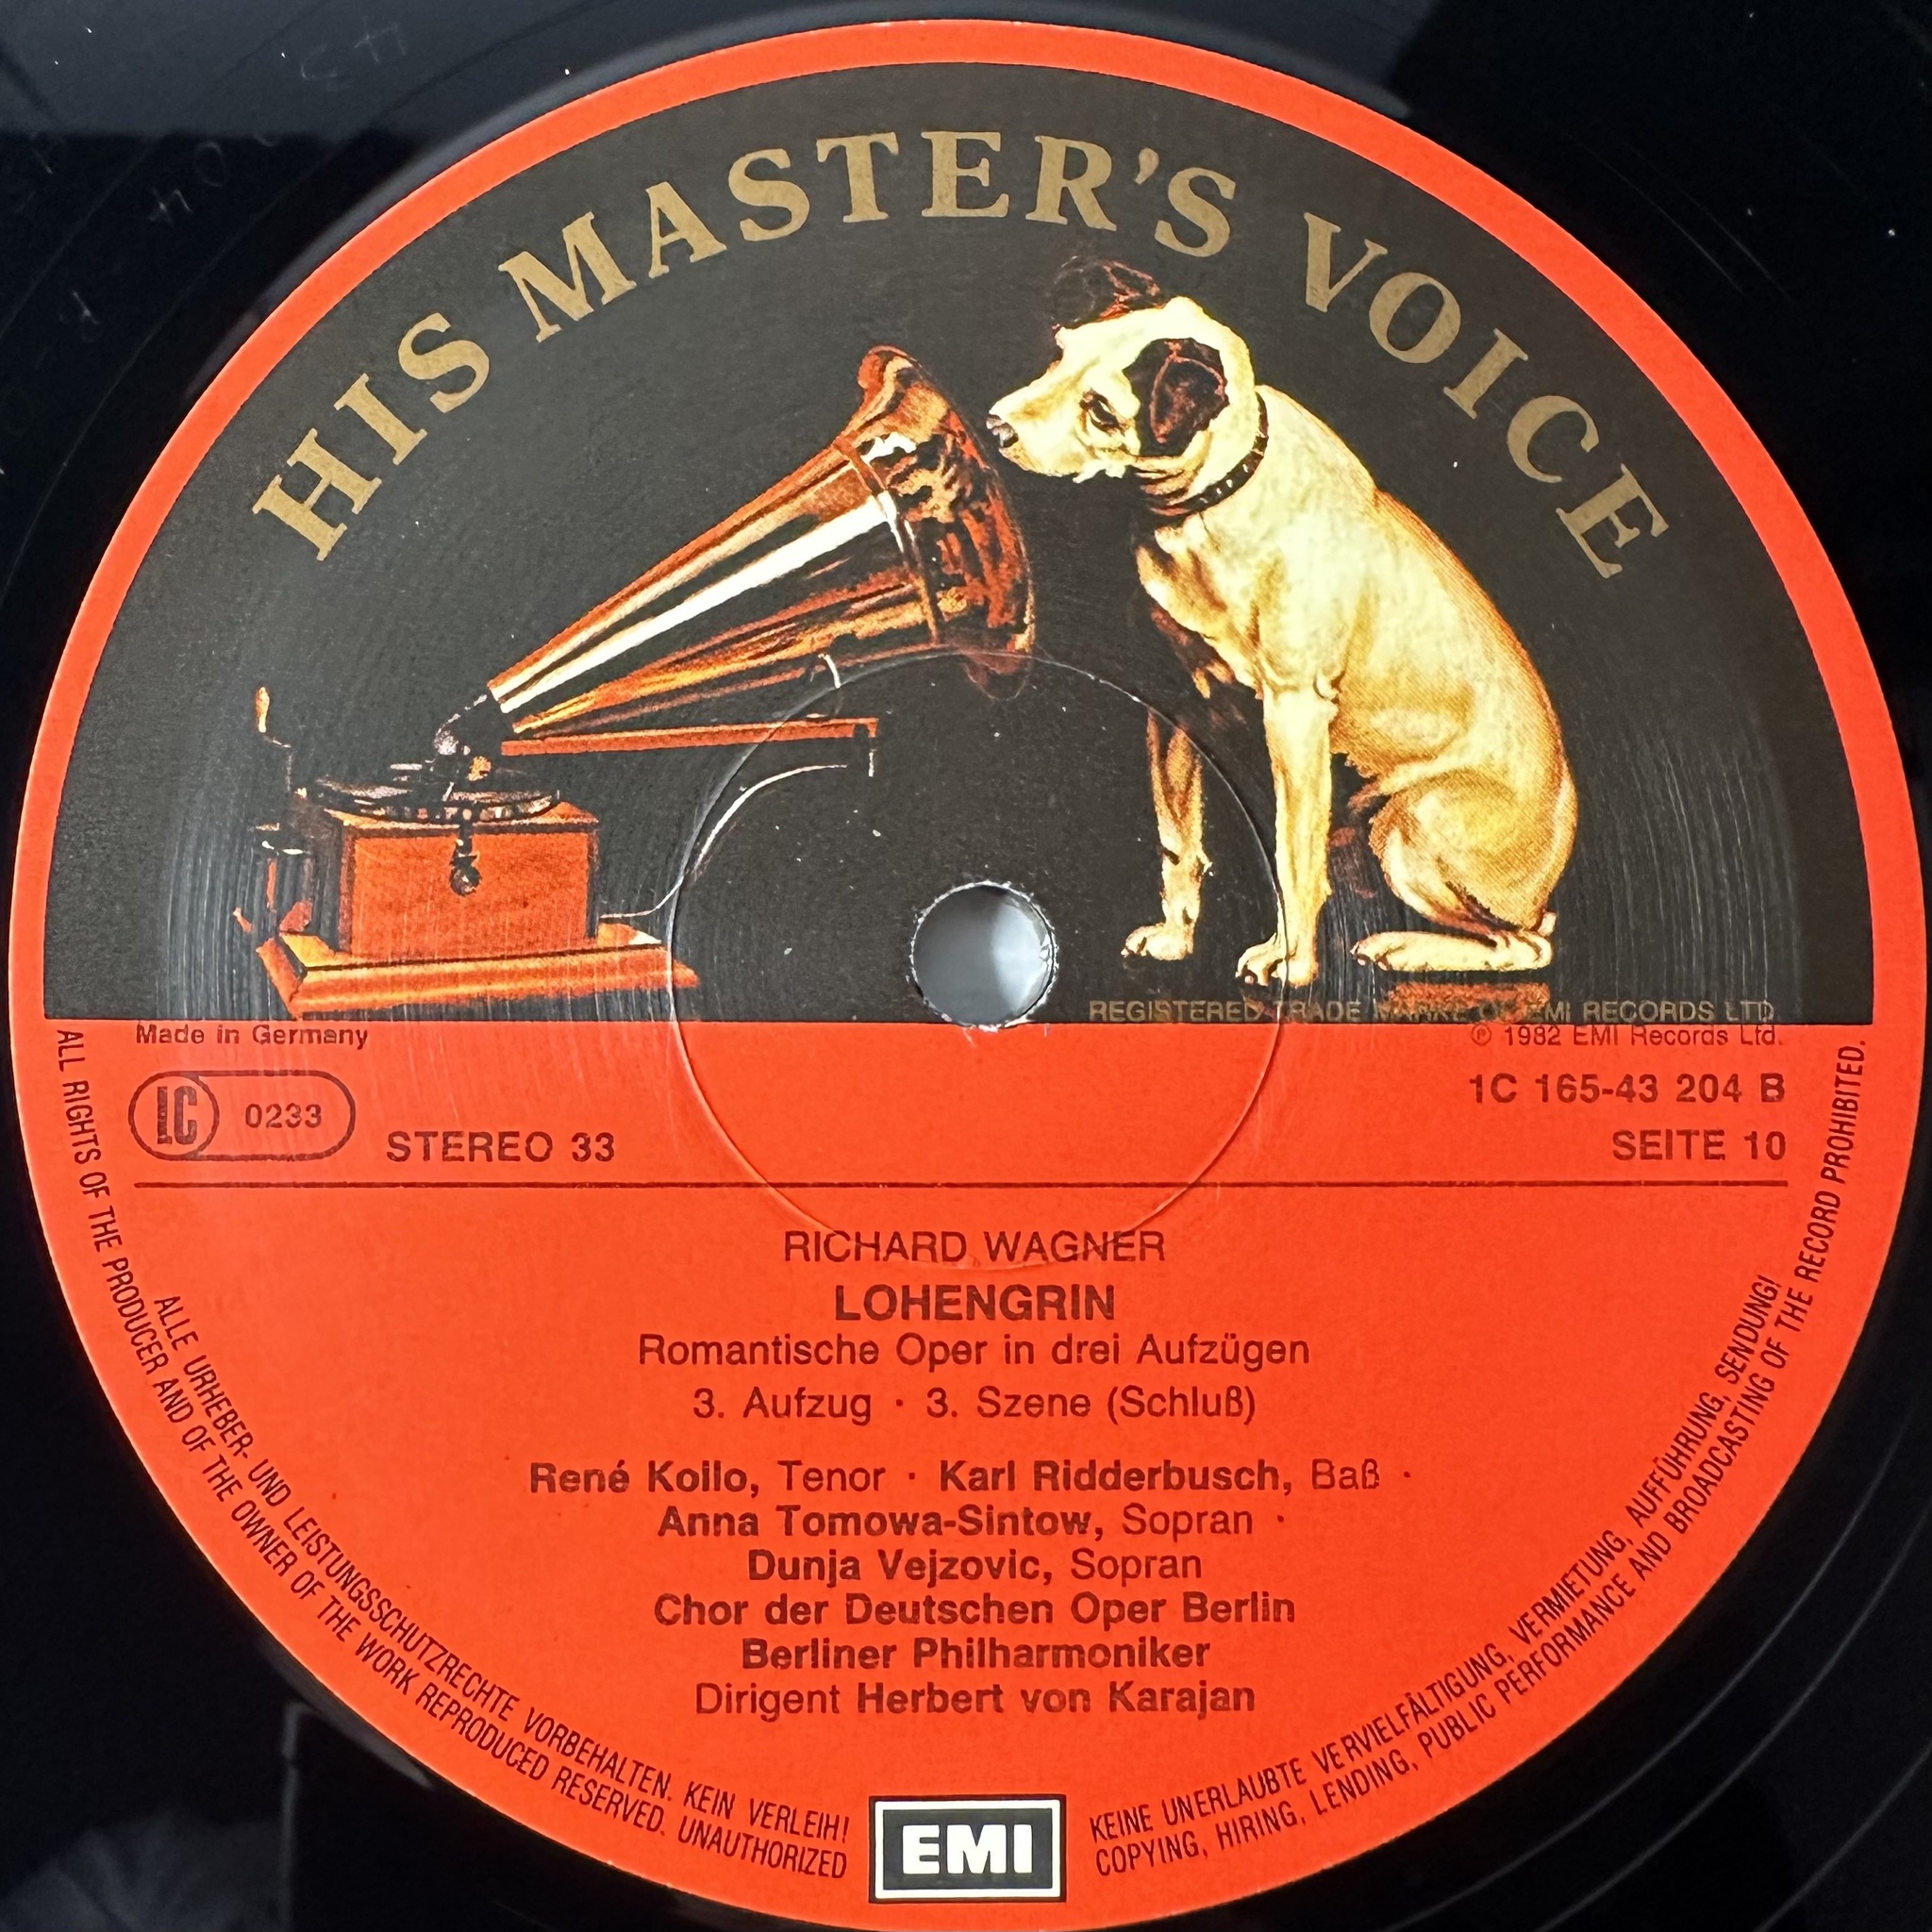 HIS MASTER'S VOICE
REGISTERED TRADE MARKE OF EMI RECORDS LTD.
Made in Germany
℗ 1982 EMI Records Ltd.
LC 0233
STEREO 33
1C 165-43 204 B
SEITE 10
RICHARD WAGNER
LOHENGRIN
Romantische Oper in drei Aufzügen
3. Aufzug · 3. Szene (Schluß)
René Kollo, Tenor · Karl Ridderbusch, Baß ·
Anna Tomowa-Sintow, Sopran ·
Dunja Vejzovic, Sopran
Chor der Deutschen Oper Berlin
Berliner Philharmoniker
Dirigent Herbert von Karajan
ALLE URHEBER- UND LEISTUNGSSCHUTZRECHTE VORBEHALTEN. KEIN VERLEIH!
KEINE UNERLAUBTE VERVIELFÄLTIGUNG, VERMIETUNG, AUFFÜHRUNG, SENDUNG!
ALL RIGHTS OF THE PRODUCER AND OF THE OWNER OF THE WORK REPRODUCED RESERVED. UNAUTHORIZED
COPYING, HIRING, LENDING, PUBLIC PERFORMANCE AND BROADCASTING OF THE RECORD PROHIBITED.
EMI